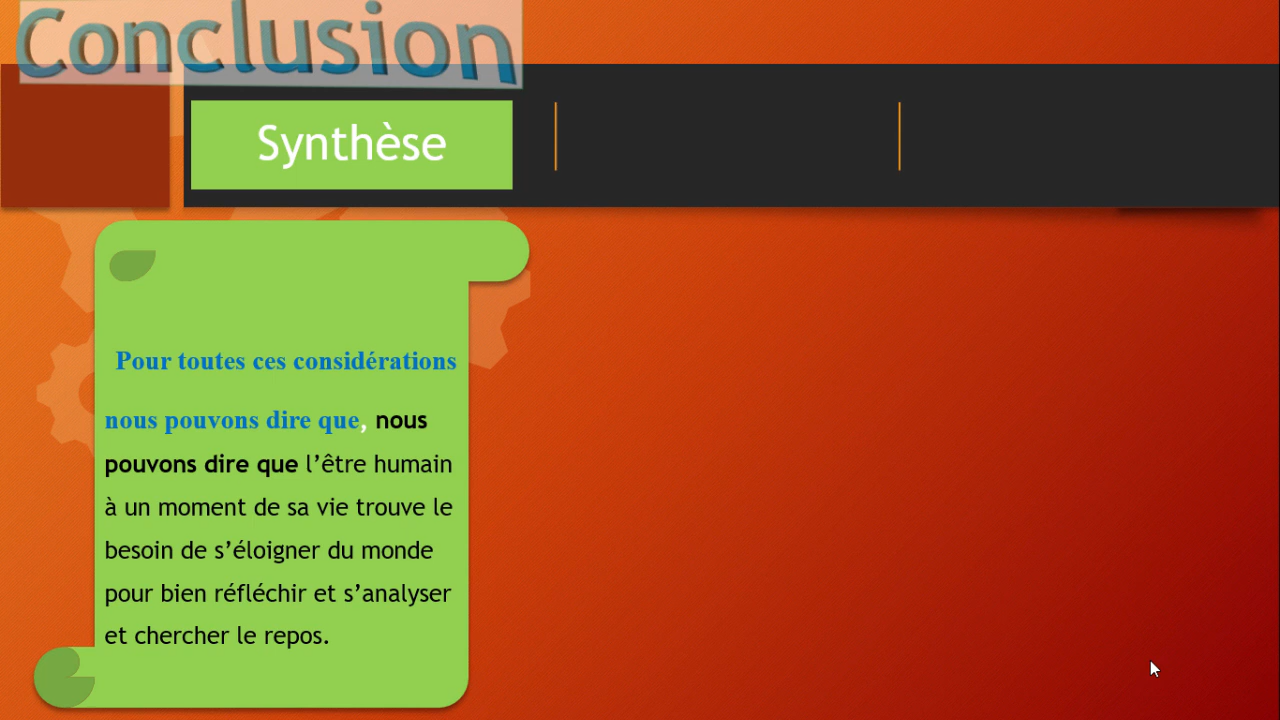 Conclusion
Synthèse
Pour toutes ces considérations
nous pouvons dire que, nous
pouvons dire que l’être humain
à un moment de sa vie trouve le
besoin de s’éloigner du monde
pour bien réfléchir et s’analyser
et chercher le repos.